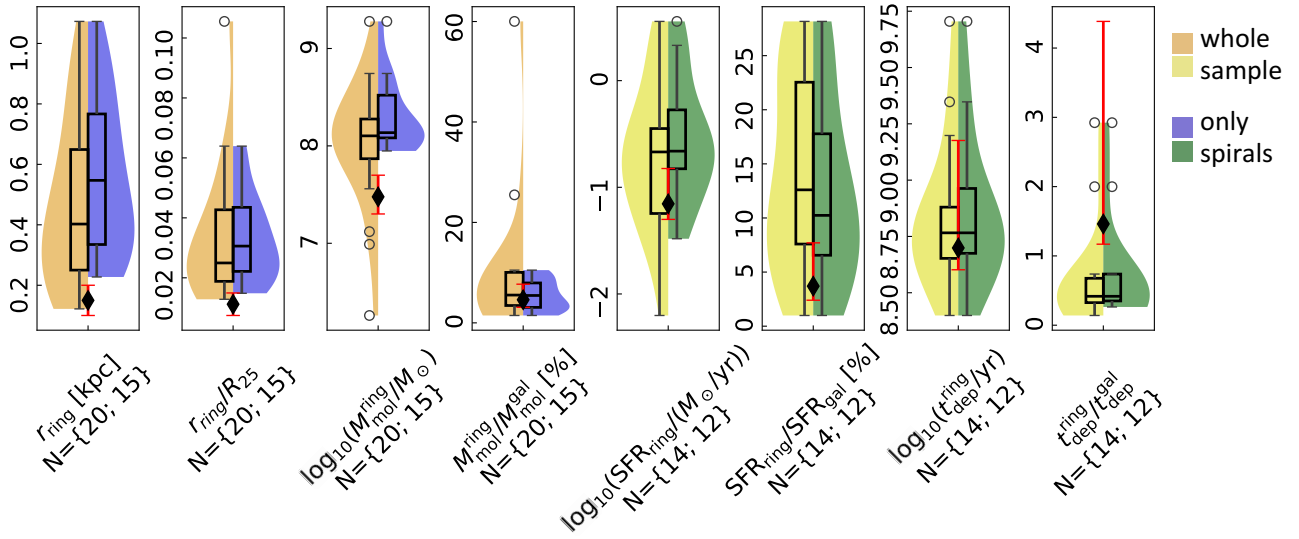 1.0
0.8
0.6
0.4
0.2
r_ring [kpc]
N={20; 15}
0.10
0.08
0.06
0.04
0.02
r_ring/R_25
N={20; 15}
9
8
7
log_10(M_mol^ring/M_⊙)
N={20; 15}
60
40
20
0
M_mol^ring/M_mol^gal [%]
N={20; 15}
0
−1
−2
log_10(SFR_ring/(M_⊙/yr))
N={14; 12}
25
20
15
10
5
0
SFR_ring/SFR_gal [%]
N={14; 12}
9.75
9.50
9.25
9.00
8.75
8.50
log_10(t_dep^ring/yr)
N={14; 12}
4
3
2
1
0
t_dep^ring/t_dep^gal
N={14; 12}
whole
sample
only
spirals